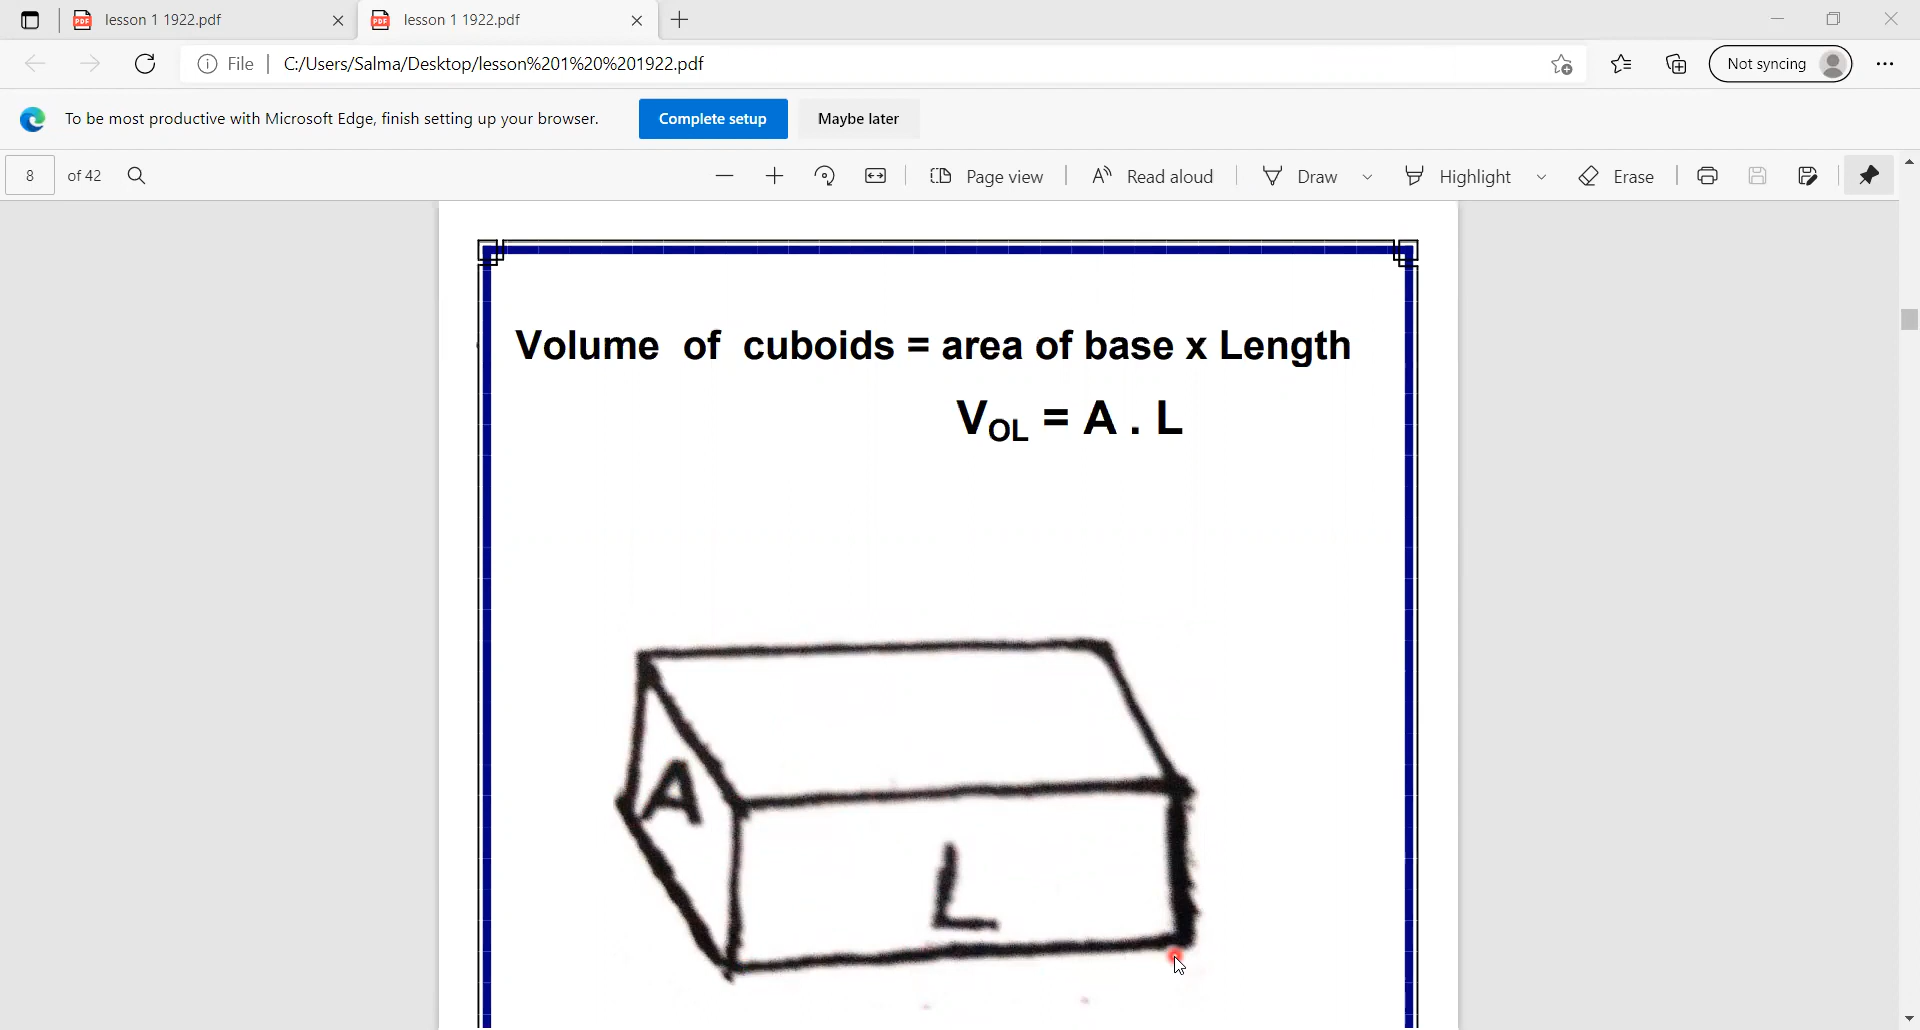 lesson 1 1922.pdf
lesson 1 1922.pdf
File
C:/Users/Salma/Desktop/lesson%201%20%201922.pdf
Not syncing
To be most productive with Microsoft Edge, finish setting up your browser.
Complete setup
Maybe later
8 of 42
Page view
Read aloud
Draw
Highlight
Erase
Volume of cuboids = area of base x Length
VOL = A . L
A
L